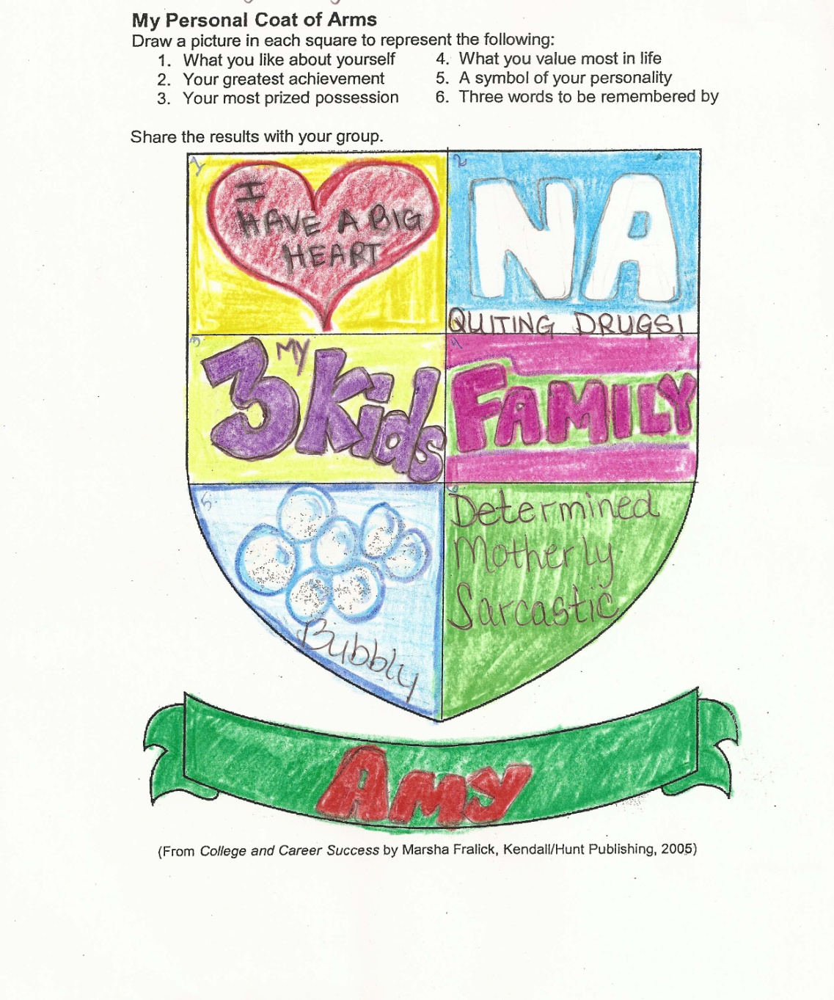 My Personal Coat of Arms
Draw a picture in each square to represent the following:
1. What you like about yourself
2. Your greatest achievement
3. Your most prized possession
4. What you value most in life
5. A symbol of your personality
6. Three words to be remembered by
Share the results with your group.
1
I
HAVE A BIG
HEART
2
NA
QUITING DRUGS!
3
MY
3 Kids
4
FAMILY
5.
Bubbly
6
Determined
Motherly
Sarcastic
AMY
(From College and Career Success by Marsha Fralick, Kendall/Hunt Publishing, 2005)